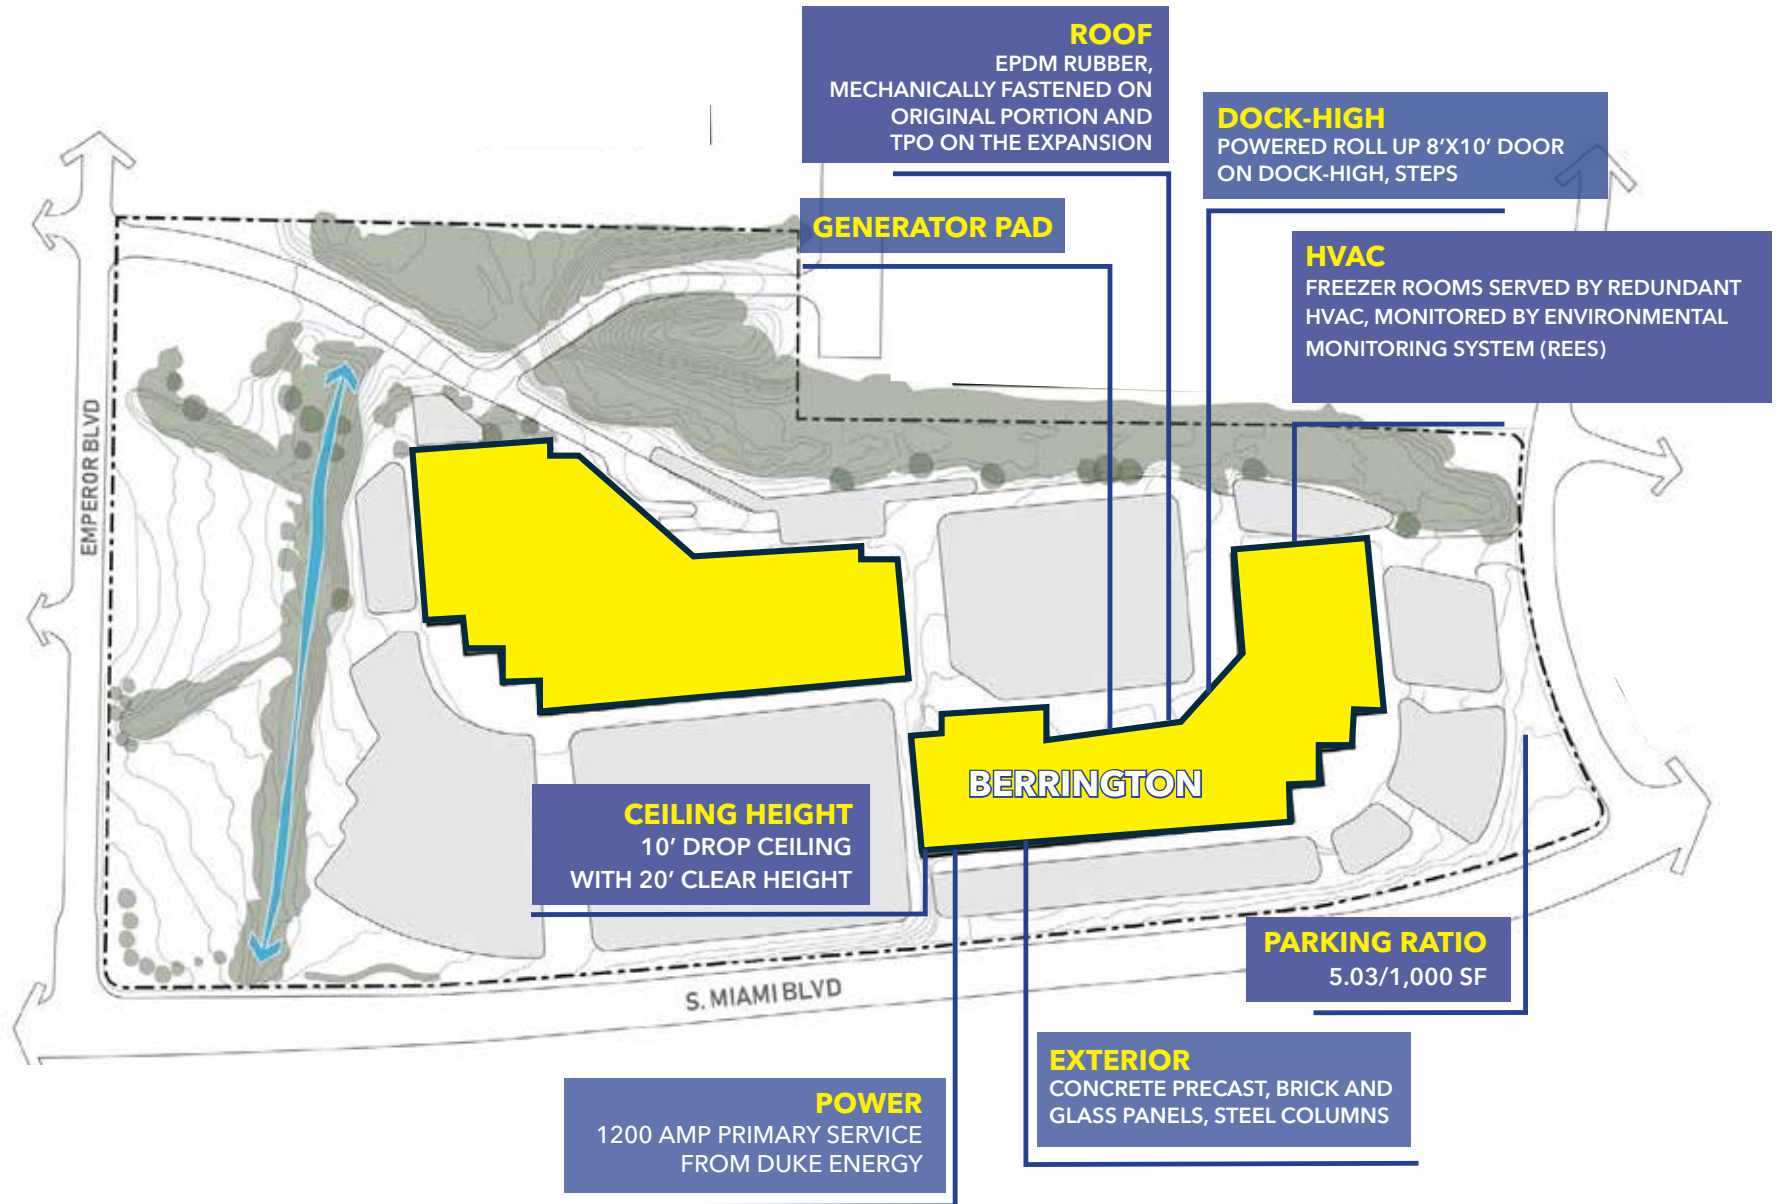 ROOF
EPDM RUBBER,
MECHANICALLY FASTENED ON
ORIGINAL PORTION AND
TPO ON THE EXPANSION
DOCK-HIGH
POWERED ROLL UP 8’X10’ DOOR
ON DOCK-HIGH, STEPS
GENERATOR PAD
HVAC
FREEZER ROOMS SERVED BY REDUNDANT
HVAC, MONITORED BY ENVIRONMENTAL
MONITORING SYSTEM (REES)
EMPEROR BLVD
BERRINGTON
CEILING HEIGHT
10’ DROP CEILING
WITH 20’ CLEAR HEIGHT
PARKING RATIO
5.03/1,000 SF
S. MIAMI BLVD
EXTERIOR
CONCRETE PRECAST, BRICK AND
GLASS PANELS, STEEL COLUMNS
POWER
1200 AMP PRIMARY SERVICE
FROM DUKE ENERGY